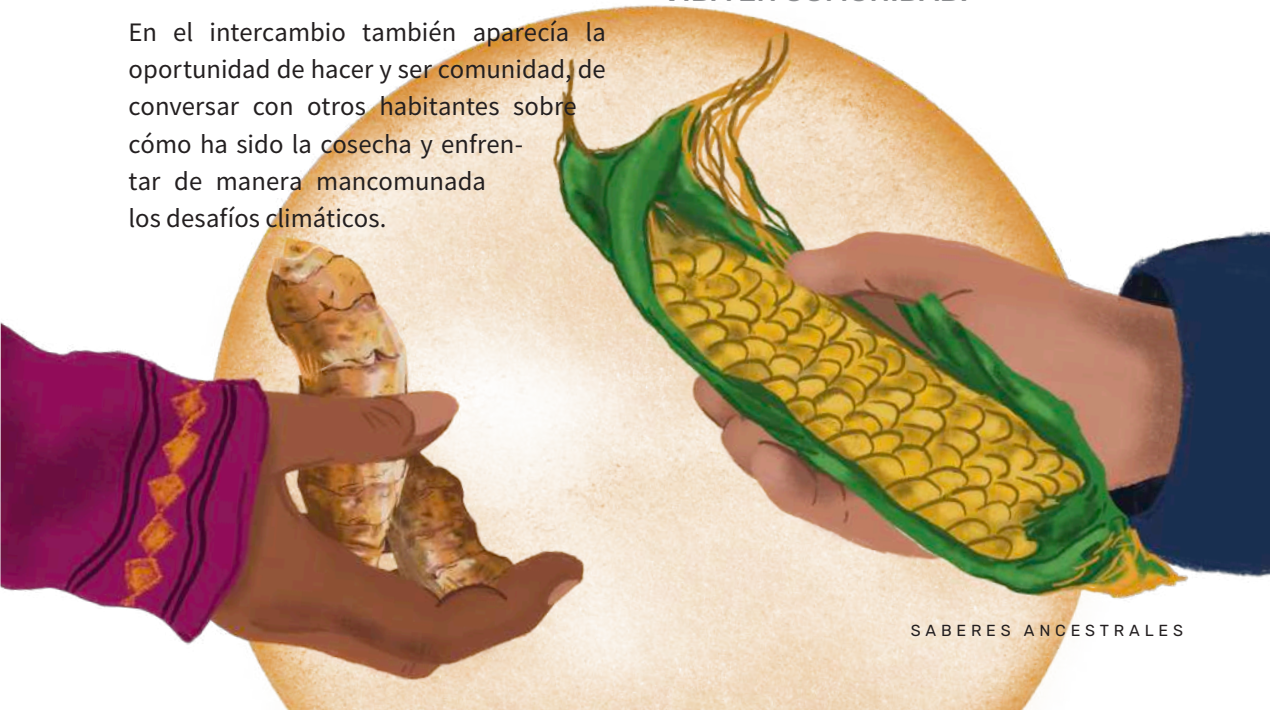 En el intercambio también aparecía la
oportunidad de hacer y ser comunidad, de
conversar con otros habitantes sobre
cómo ha sido la cosecha y enfren-
tar de manera mancomunada
los desafíos climáticos.
SABERES ANCESTRALES